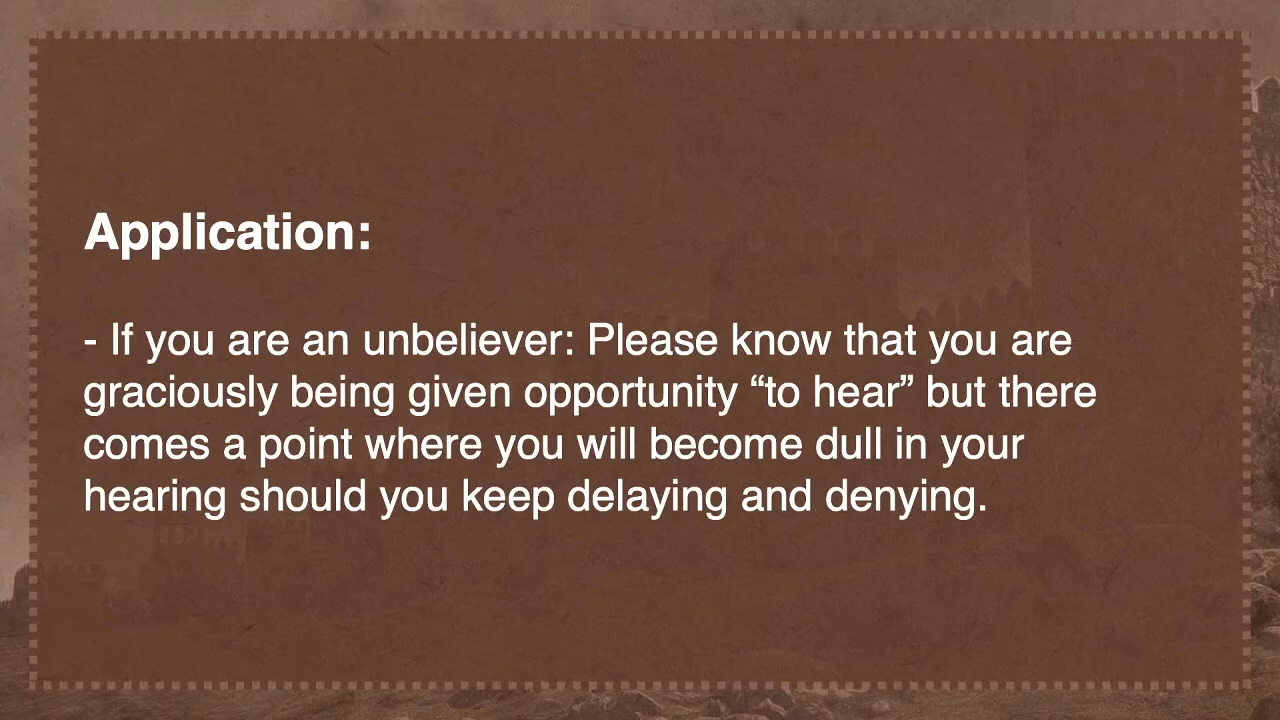 Application:
- If you are an unbeliever: Please know that you are
graciously being given opportunity “to hear” but there
comes a point where you will become dull in your
hearing should you keep delaying and denying.